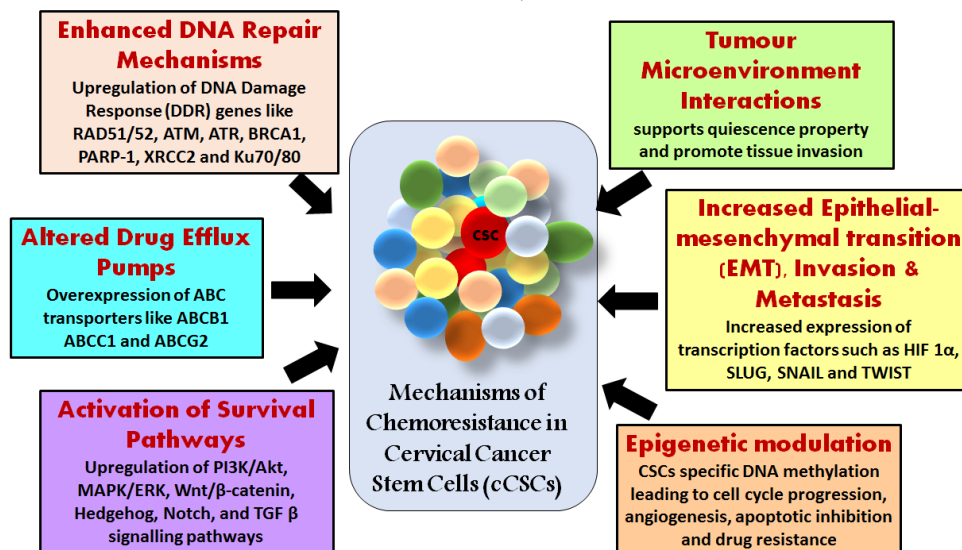 Enhanced DNA Repair
Mechanisms
Upregulation of DNA Damage
Response (DDR) genes like
RAD51/52, ATM, ATR, BRCA1,
PARP-1, XRCC2 and Ku70/80
Altered Drug Efflux
Pumps
Overexpression of ABC
transporters like ABCB1
ABCC1 and ABCG2
Activation of Survival
Pathways
Upregulation of PI3K/Akt,
MAPK/ERK, Wnt/β-catenin,
Hedgehog, Notch, and TGF β
signalling pathways
CSC
Mechanisms of
Chemoresistance in
Cervical Cancer
Stem Cells (cCSCs)
Tumour
Microenvironment
Interactions
supports quiescence property
and promote tissue invasion
Increased Epithelial-
mesenchymal transition
(EMT), Invasion &
Metastasis
Increased expression of
transcription factors such as HIF 1α,
SLUG, SNAIL and TWIST
Epigenetic modulation
CSCs specific DNA methylation
leading to cell cycle progression,
angiogenesis, apoptotic inhibition
and drug resistance